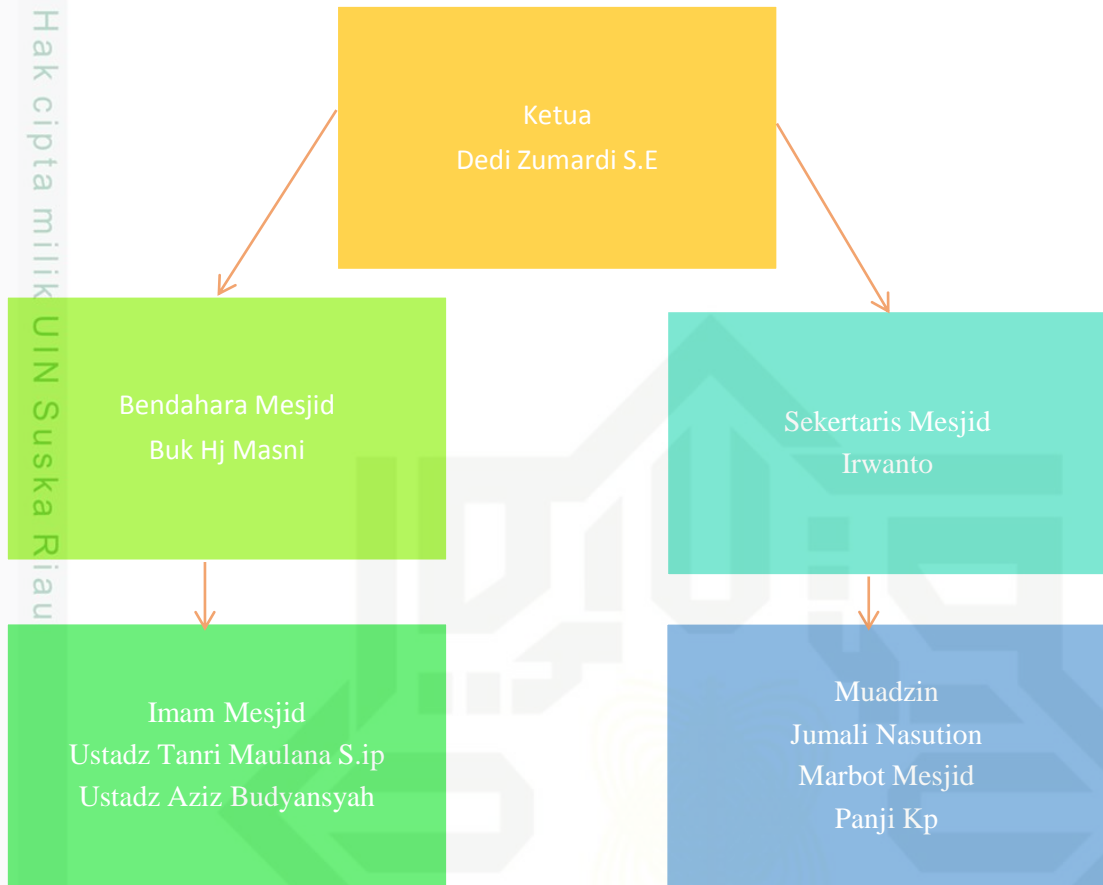 Hak cipta milik UIN Suska Riau
Ketua
Dedi Zumardi S.E
Bendahara Mesjid
Buk Hj Masni
Sekertaris Mesjid
Irwanto
Imam Mesjid
Ustadz Tanri Maulana S.ip
Ustadz Aziz Budyansyah
Muadzin
Jumali Nasution
Marbot Mesjid
Panji Kp